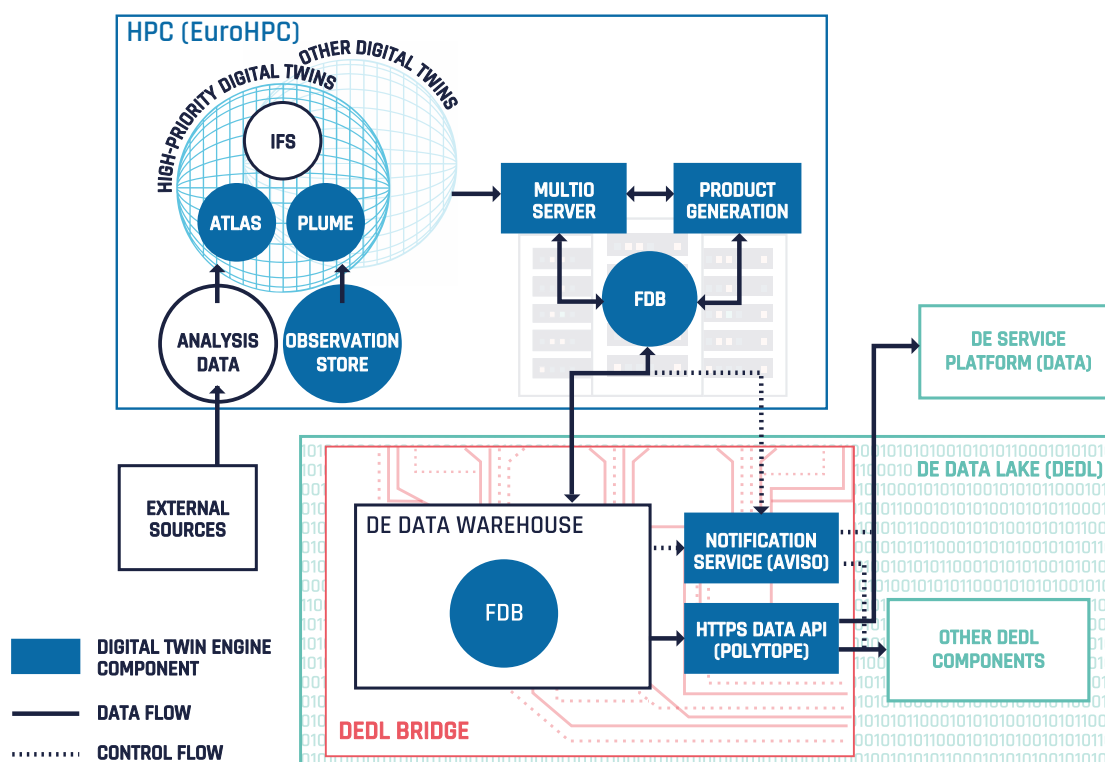 HPC (EuroHPC)
HIGH-PRIORITY DIGITAL TWINS
OTHER DIGITAL TWINS
IFS
ATLAS
PLUME
ANALYSIS
DATA
OBSERVATION
STORE
EXTERNAL
SOURCES
MULTIO
SERVER
PRODUCT
GENERATION
FDB
DE SERVICE
PLATFORM (DATA)
DE DATA LAKE (DEDL)
DE DATA WAREHOUSE
FDB
NOTIFICATION
SERVICE (AVISO)
HTTPS DATA API
(POLYTOPE)
OTHER DEDL
COMPONENTS
DEDL BRIDGE
DIGITAL TWIN ENGINE
COMPONENT
DATA FLOW
CONTROL FLOW